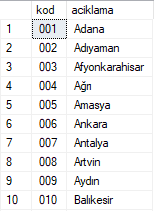 kod aciklama
1 001 Adana
2 002 Adıyaman
3 003 Afyonkarahisar
4 004 Ağrı
5 005 Amasya
6 006 Ankara
7 007 Antalya
8 008 Artvin
9 009 Aydın
10 010 Balıkesir